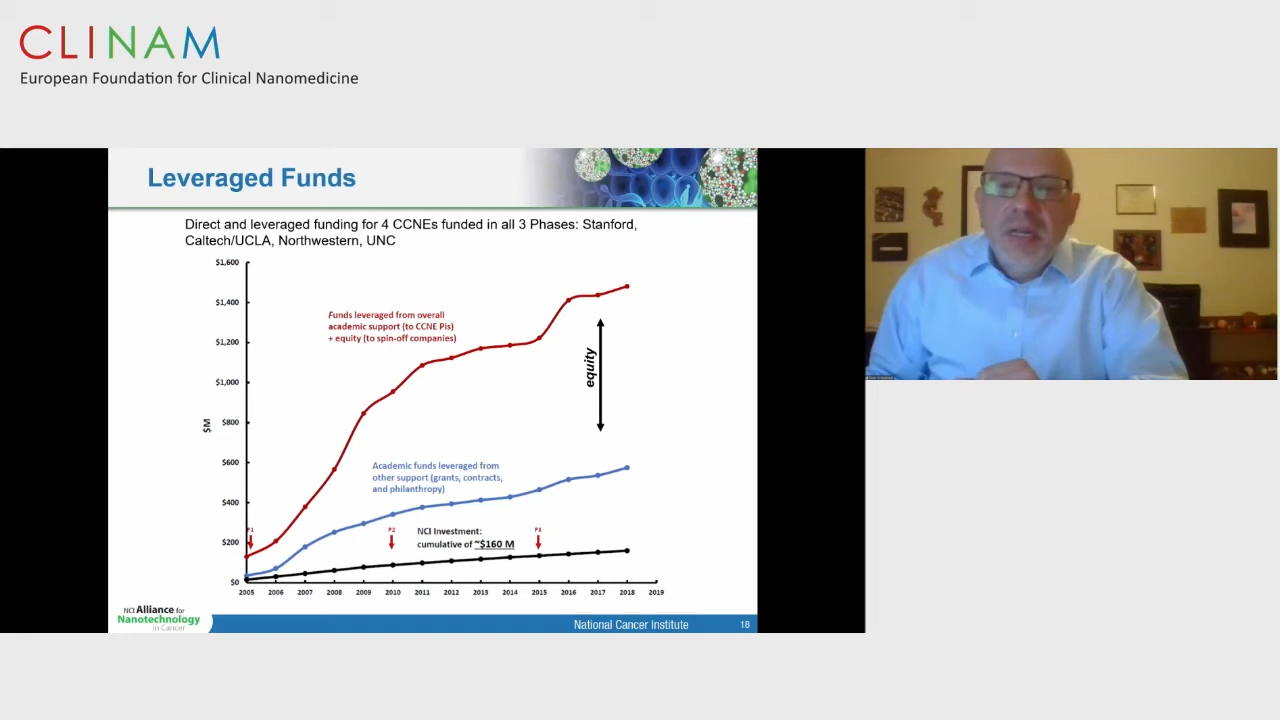 CLINAM
European Foundation for Clinical Nanomedicine
Leveraged Funds
Direct and leveraged funding for 4 CCNEs funded in all 3 Phases: Stanford,
Caltech/UCLA, Northwestern, UNC
$1,600
$1,400
$1,200
$1,000
$800
$600
$400
$200
$0
$M
Funds leveraged from overall
academic support (to CCNE Pis)
+ equity (to spin-off companies)
equity
Academic funds leveraged from
other support (grants, contracts,
and philanthropy)
P1
P2
P3
NCI Investment:
cumulative of ~$160 M
2005 2006 2007 2008 2009 2010 2011 2012 2013 2014 2015 2016 2017 2018 2019
NCI Alliance for
Nanotechnology
in Cancer
National Cancer Institute
18